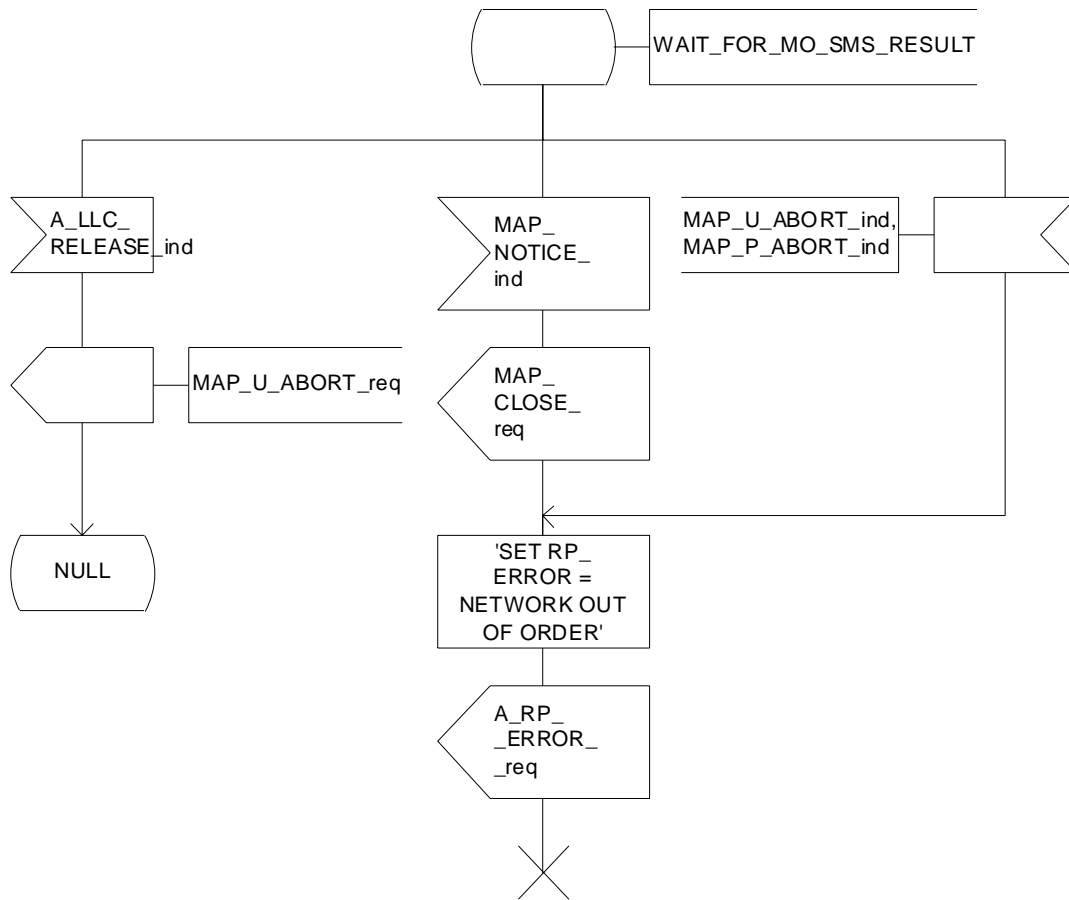 WAIT_FOR_MO_SMS_RESULT
A_LLC_
RELEASE_ind
MAP_
NOTICE_
ind
MAP_U_ABORT_ind,
MAP_P_ABORT_ind
MAP_U_ABORT_req
MAP_
CLOSE_
req
NULL
'SET RP_
ERROR =
NETWORK OUT
OF ORDER'
A_RP_
_ERROR_
_req